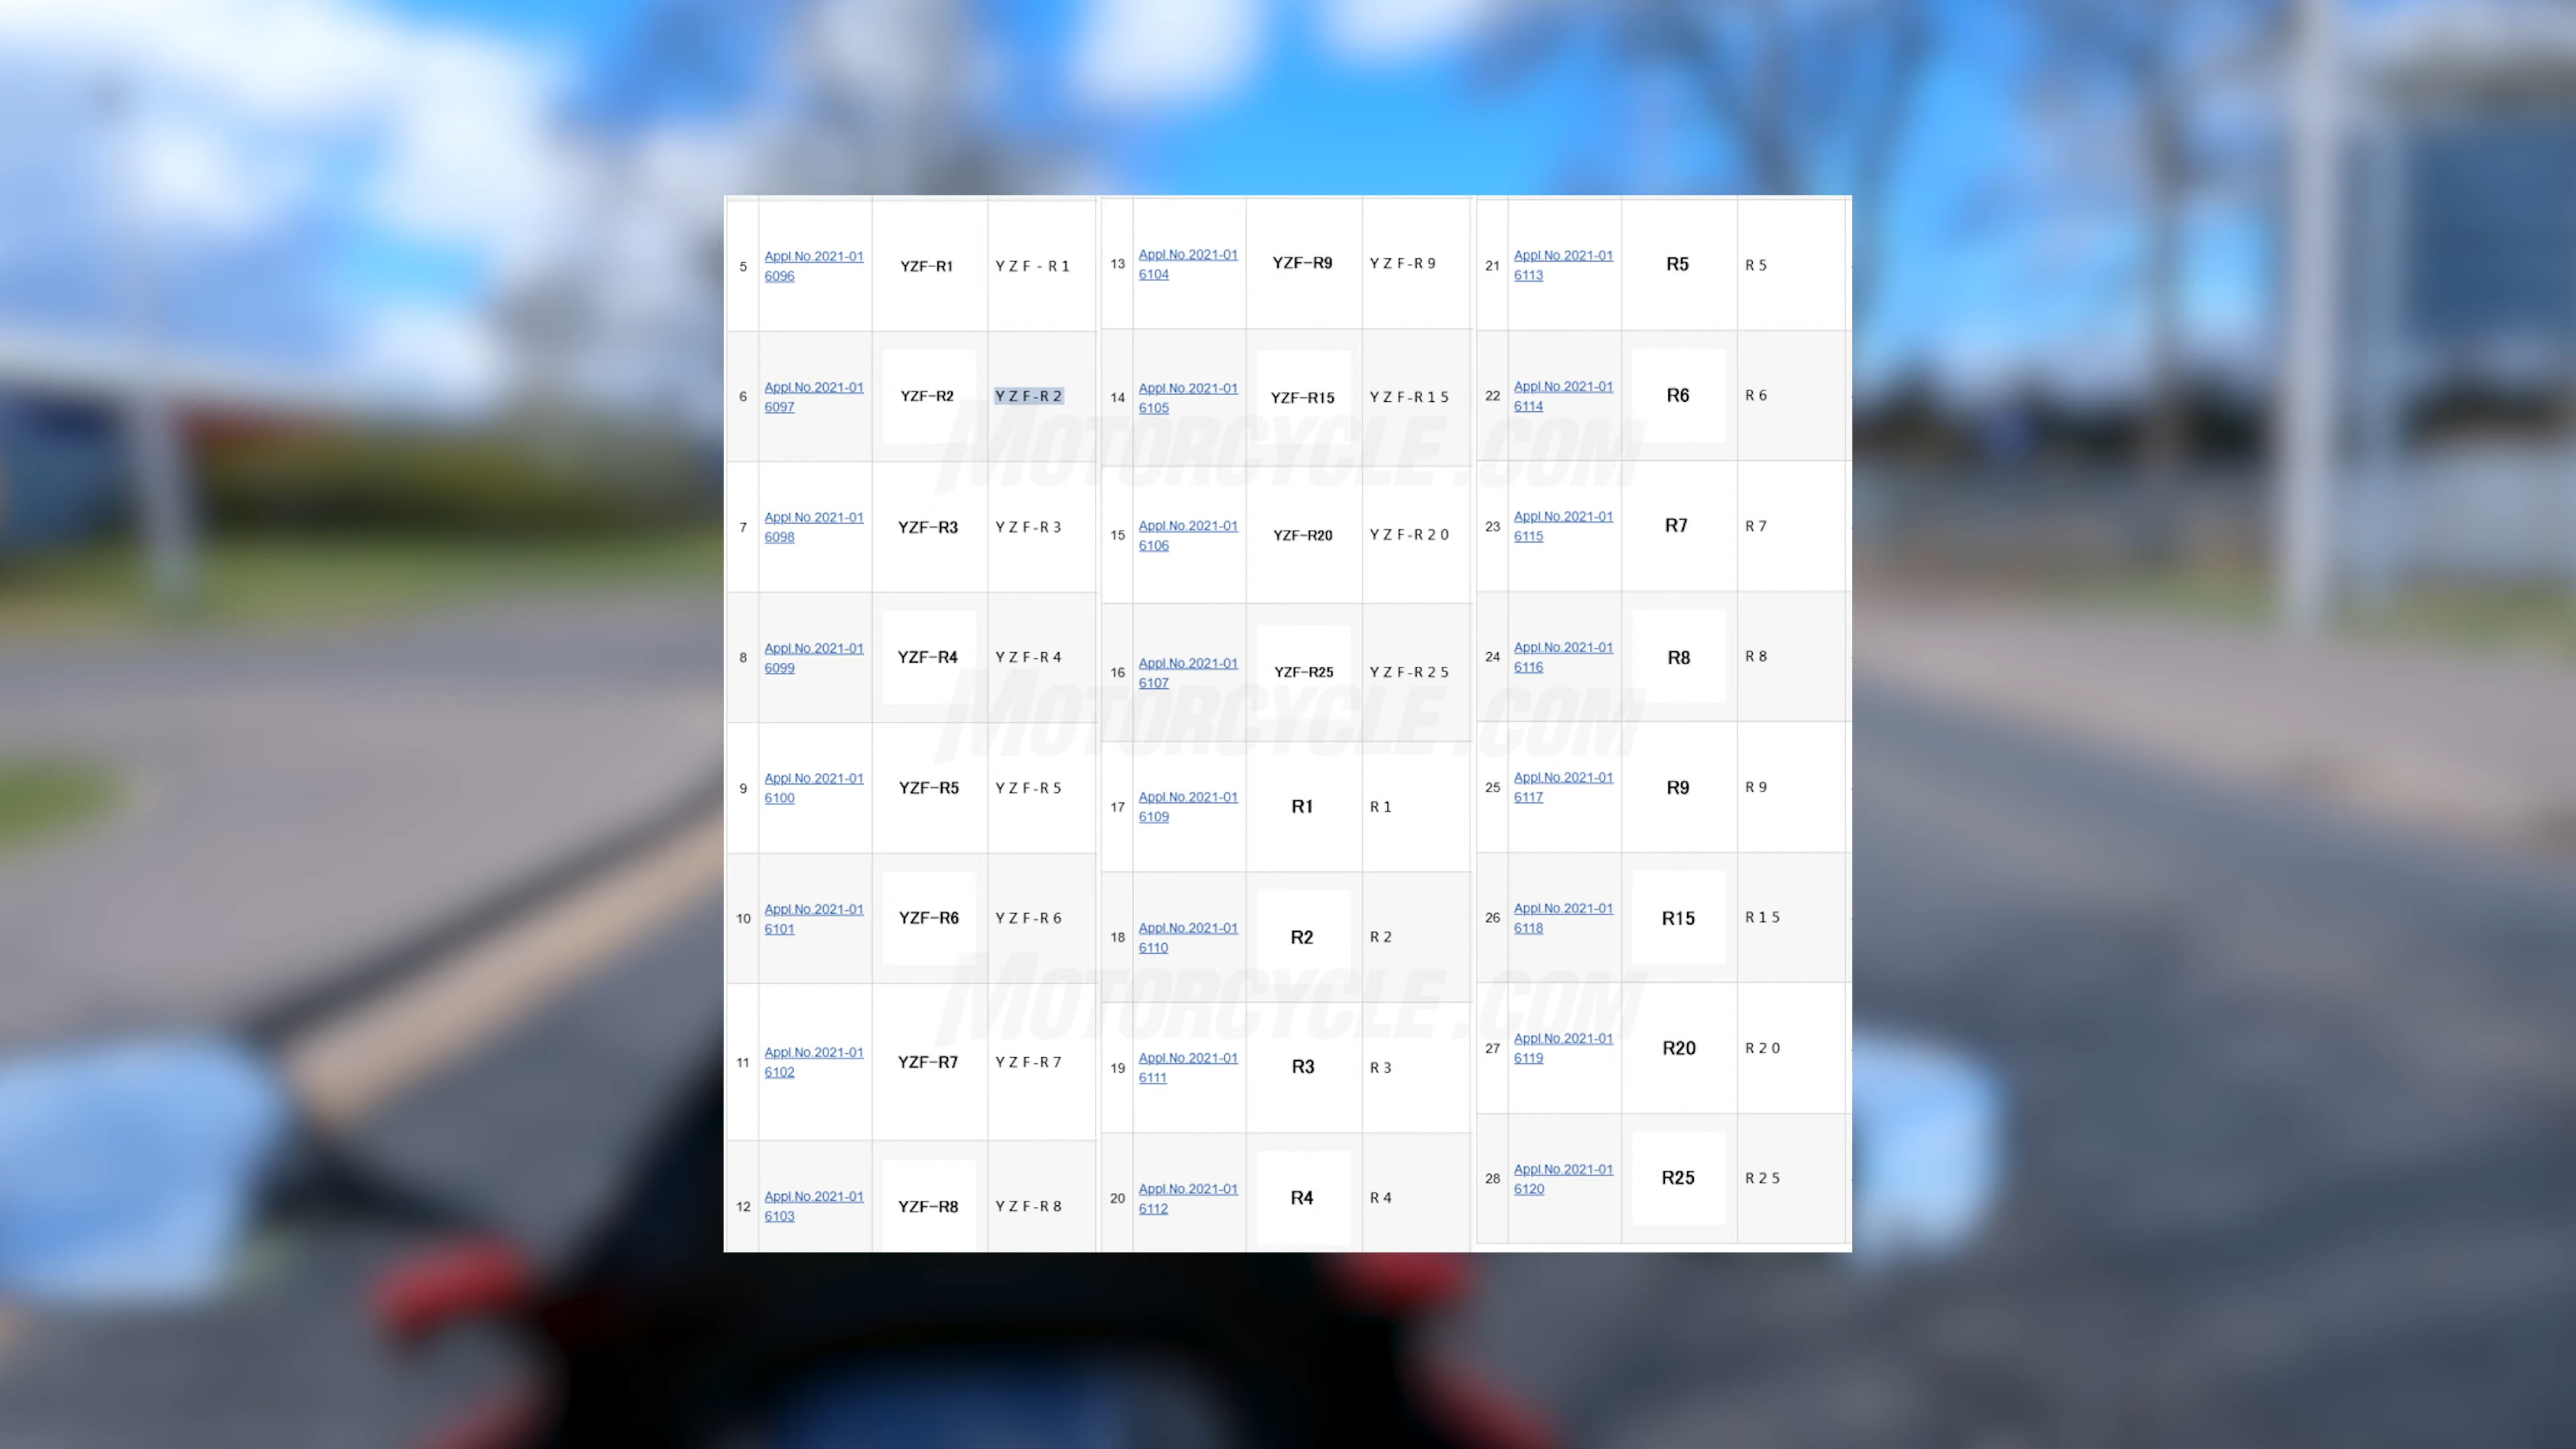 5 Appl.No.2021-01 YZF-R1 Y Z F - R 1
6096
6 Appl.No.2021-01 YZF-R2 Y Z F - R 2
6097
7 Appl.No.2021-01 YZF-R3 Y Z F - R 3
6098
8 Appl.No.2021-01 YZF-R4 Y Z F - R 4
6099
9 Appl.No.2021-01 YZF-R5 Y Z F - R 5
6100
10 Appl.No.2021-01 YZF-R6 Y Z F - R 6
6101
11 Appl.No.2021-01 YZF-R7 Y Z F - R 7
6102
12 Appl.No.2021-01 YZF-R8 Y Z F - R 8
6103
13 Appl.No.2021-01 YZF-R9 Y Z F - R 9
6104
14 Appl.No.2021-01 YZF-R15 Y Z F - R 1 5
6105
15 Appl.No.2021-01 YZF-R20 Y Z F - R 2 0
6106
16 Appl.No.2021-01 YZF-R25 Y Z F - R 2 5
6107
17 Appl.No.2021-01 R1 R 1
6109
18 Appl.No.2021-01 R2 R 2
6110
19 Appl.No.2021-01 R3 R 3
6111
20 Appl.No.2021-01 R4 R 4
6112
21 Appl.No.2021-01 R5 R 5
6113
22 Appl.No.2021-01 R6 R 6
6114
23 Appl.No.2021-01 R7 R 7
6115
24 Appl.No.2021-01 R8 R 8
6116
25 Appl.No.2021-01 R9 R 9
6117
26 Appl.No.2021-01 R15 R 1 5
6118
27 Appl.No.2021-01 R20 R 2 0
6119
28 Appl.No.2021-01 R25 R 2 5
6120
MOTORCYCLE.COM
MOTORCYCLE.COM
MOTORCYCLE.COM